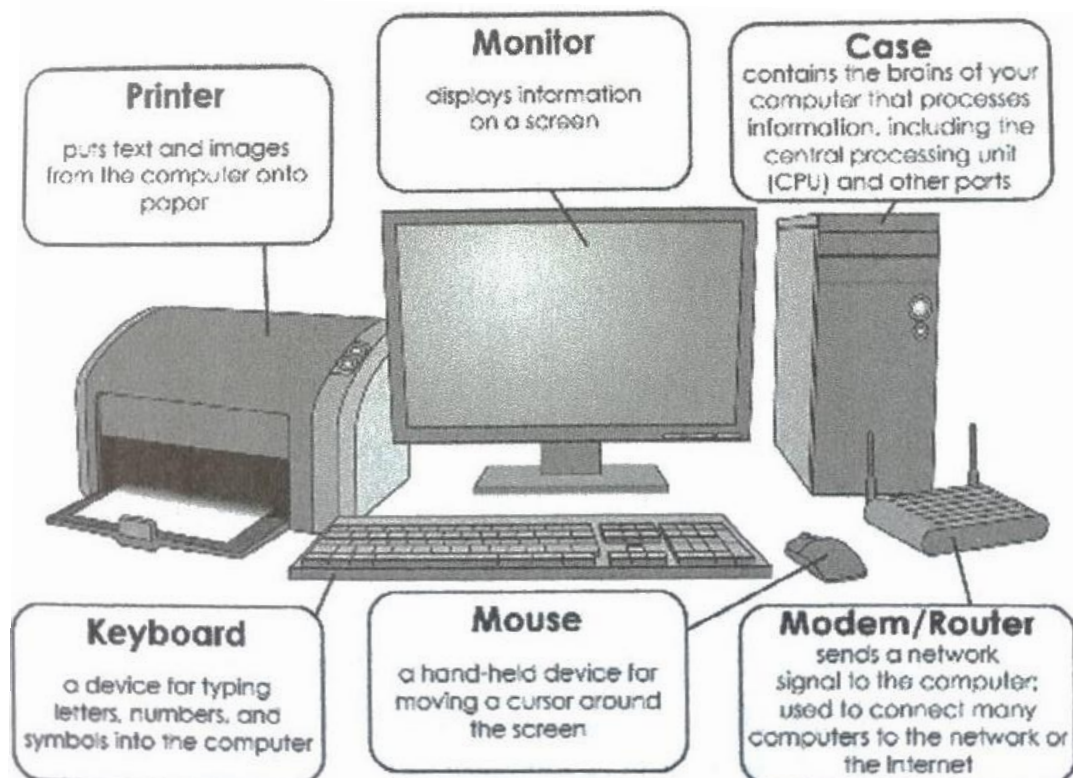 Printer
puts text and images
from the computer onto
paper
Monitor
displays information
on a screen
Case
contains the brains of your
computer that processes
information, including the
central processing unit
(CPU) and other parts
Keyboard
a device for typing
letters, numbers, and
symbols into the computer
Mouse
a hand-held device for
moving a cursor around
the screen
Modem/Router
sends a network
signal to the computer;
used to connect many
computers to the network or
the Internet